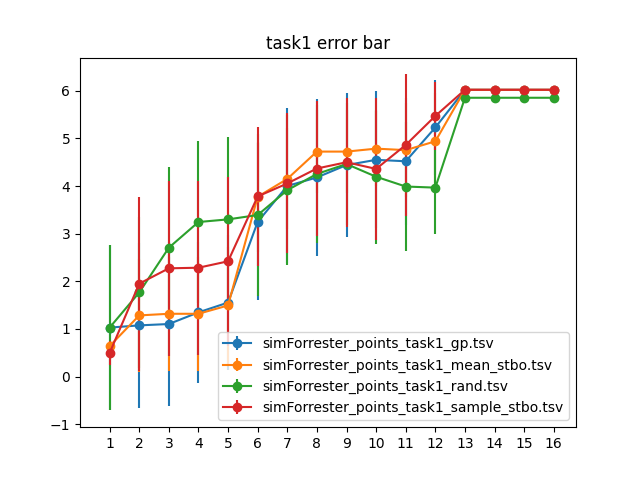 task1 error bar
6
5
4
3
2
1
0
−1
simForrester_points_task1_gp.tsv
simForrester_points_task1_mean_stbo.tsv
simForrester_points_task1_rand.tsv
simForrester_points_task1_sample_stbo.tsv
1 2 3 4 5 6 7 8 9 10 11 12 13 14 15 16